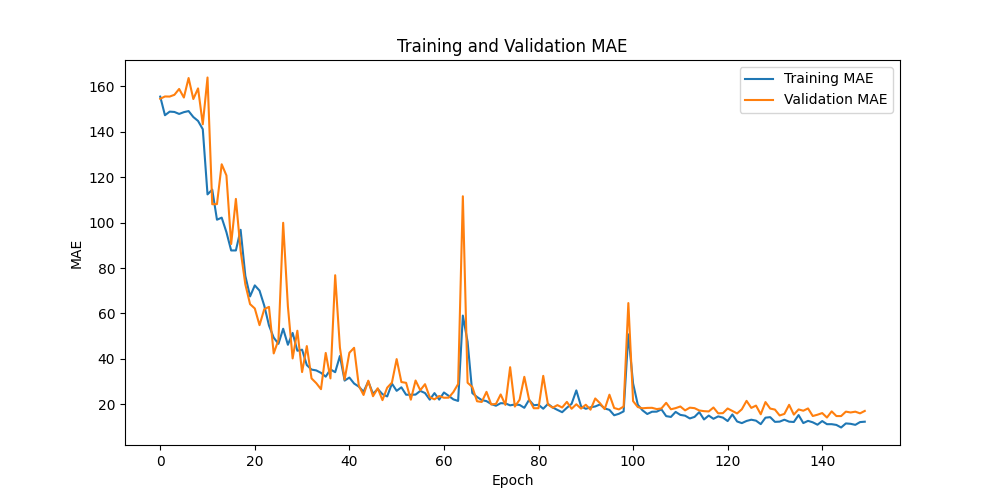 Training and Validation MAE
Training MAE
Validation MAE
MAE
160
140
120
100
80
60
40
20
0 20 40 60 80 100 120 140
Epoch